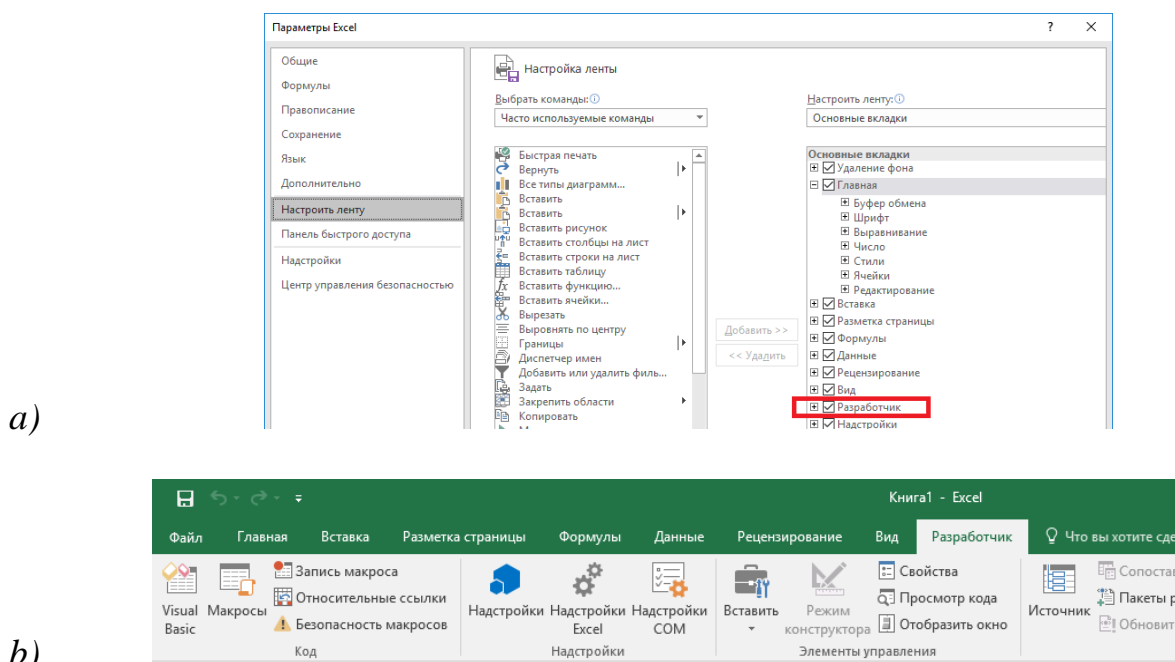 Параметры Excel
?
Общие
Формулы
Правописание
Сохранение
Язык
Дополнительно
Настроить ленту
Панель быстрого доступа
Надстройки
Центр управления безопасностью
Настройка ленты
Выбрать команды:
Часто используемые команды
Быстрая печать
Вернуть
Все типы диаграмм...
Вставить
Вставить
Вставить рисунок
Вставить столбцы на лист
Вставить строки на лист
Вставить таблицу
Вставить функцию...
Вставить ячейки...
Вырезать
Выровнять по центру
Границы
Диспетчер имен
Добавить или удалить филь...
Задать
Закрепить области
Копировать
Добавить >>
<< Удалить
Настроить ленту:
Основные вкладки
Основные вкладки
Удаление фона
Главная
Буфер обмена
Шрифт
Выравнивание
Число
Стили
Ячейки
Редактирование
Вставка
Разметка страницы
Формулы
Данные
Рецензирование
Вид
Разработчик
Надстройки
a)
Книга1 - Excel
Файл Главная Вставка Разметка страницы Формулы Данные Рецензирование Вид Разработчик Что вы хотите сде
Visual Basic
Макросы
Запись макроса
Относительные ссылки
Безопасность макросов
Код
Надстройки
Надстройки Excel
Надстройки COM
Надстройки
Вставить
Режим конструктора
Свойства
Просмотр кода
Отобразить окно
Элементы управления
Источник
Сопостав
Пакеты р
Обновит
b)